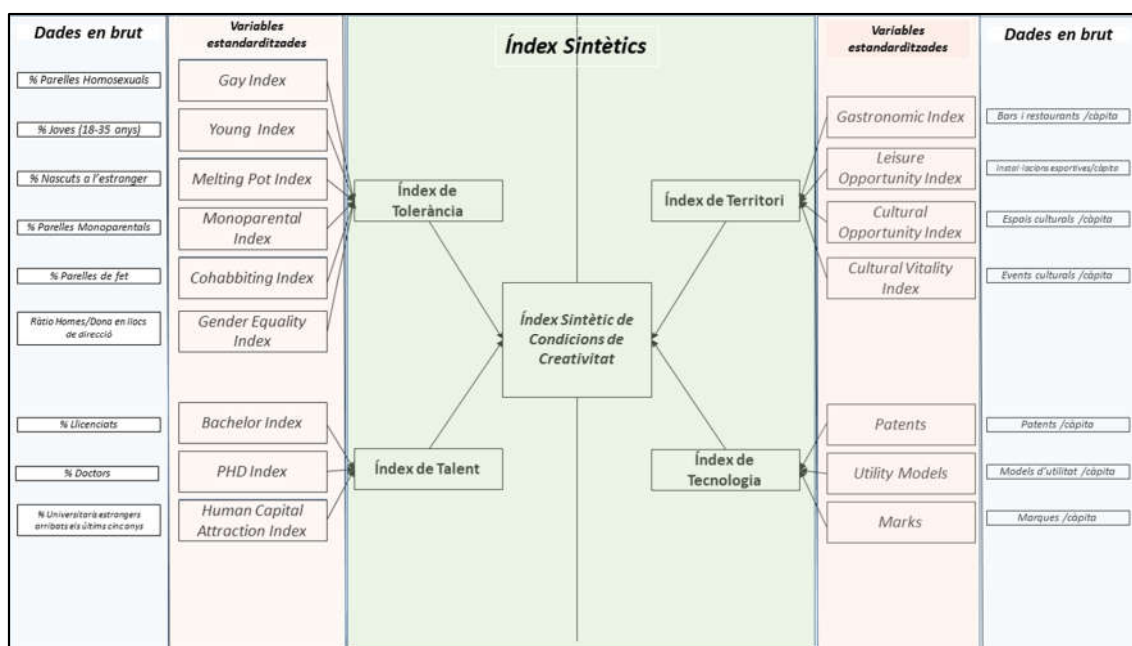 Dades en brut
Variables
estandarditzades
Índex Sintètics
Variables
estandarditzades
Dades en brut
% Parelles Homosexuals
Gay Index
% Joves (18-35 anys)
Young Index
% Nascuts a l'estranger
Melting Pot Index
% Parelles Monoparentals
Monoparental
Index
% Parelles de fet
Cohabbiting Index
Ràtio Homes/Dona en llocs
de direcció
Gender Equality
Index
% Llicenciats
Bachelor Index
% Doctors
PHD Index
% Universitaris estrangers
arribats els últims cinc anys
Human Capital
Attraction Index
Índex de
Tolerància
Índex de Talent
Índex Sintètic de
Condicions de
Creativitat
Índex de Territori
Índex de
Tecnologia
Gastronomic Index
Bars i restaurants /càpita
Leisure
Opportunity Index
Instal·lacions esportives/càpita
Cultural
Opportunity Index
Espais culturals /càpita
Cultural Vitality
Index
Events culturals /càpita
Patents
Patents /càpita
Utility Models
Models d'utilitat /càpita
Marks
Marques /càpita